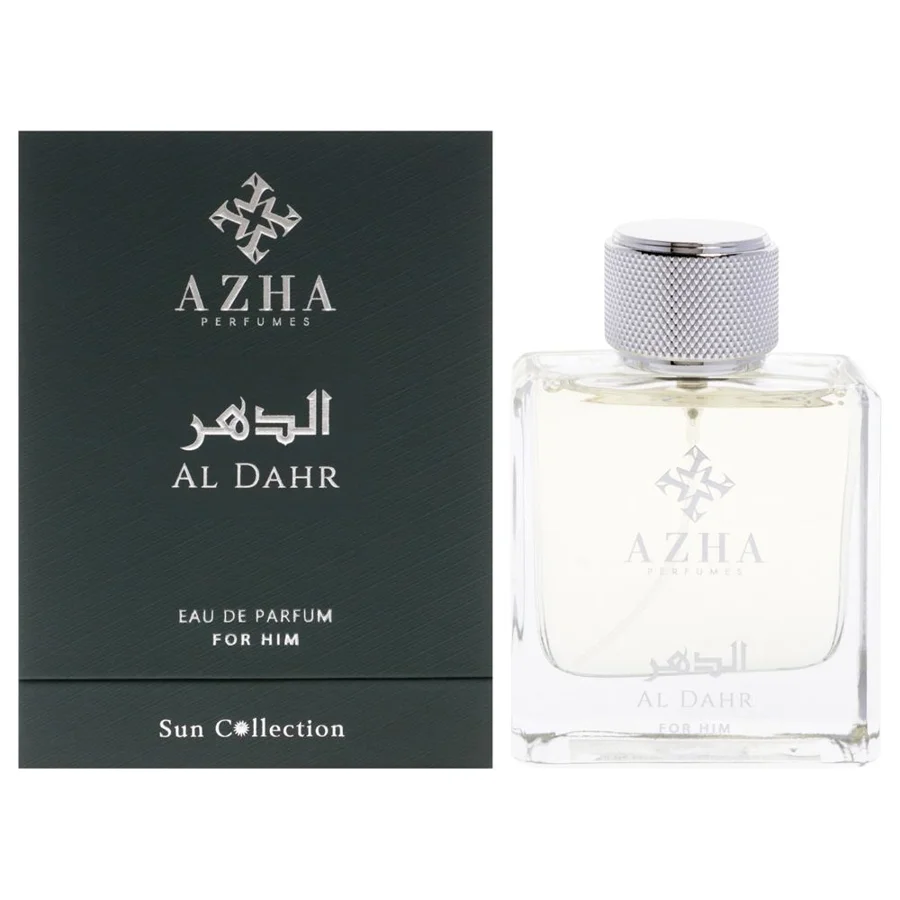 AZHA
PERFUMES
الدهر
AL DAHR
EAU DE PARFUM
FOR HIM
Sun Collection
AZHA
PERFUMES
الدهر
AL DAHR
FOR HIM